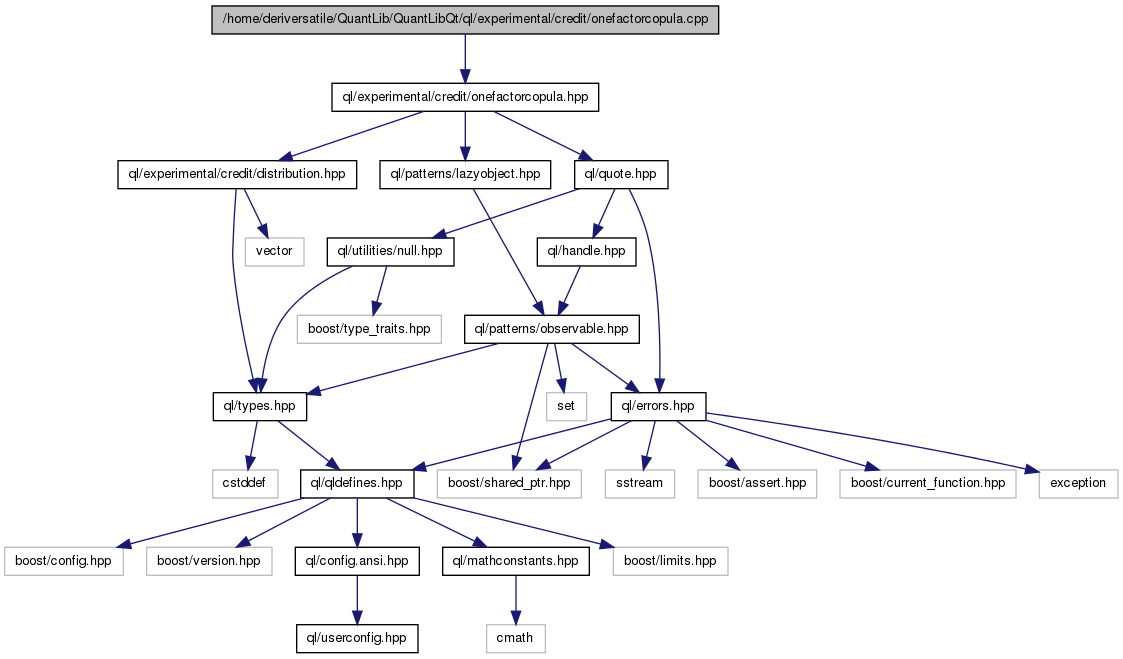 /home/deriversatile/QuantLib/QuantLibQt/ql/experimental/credit/onefactorcopula.cpp
ql/experimental/credit/onefactorcopula.hpp
ql/experimental/credit/distribution.hpp
ql/patterns/lazyobject.hpp
ql/quote.hpp
vector
ql/utilities/null.hpp
ql/handle.hpp
boost/type_traits.hpp
ql/patterns/observable.hpp
ql/types.hpp
set
ql/errors.hpp
cstddef
ql/qldefines.hpp
boost/shared_ptr.hpp
sstream
boost/assert.hpp
boost/current_function.hpp
exception
boost/config.hpp
boost/version.hpp
ql/config.ansi.hpp
ql/mathconstants.hpp
boost/limits.hpp
ql/userconfig.hpp
cmath